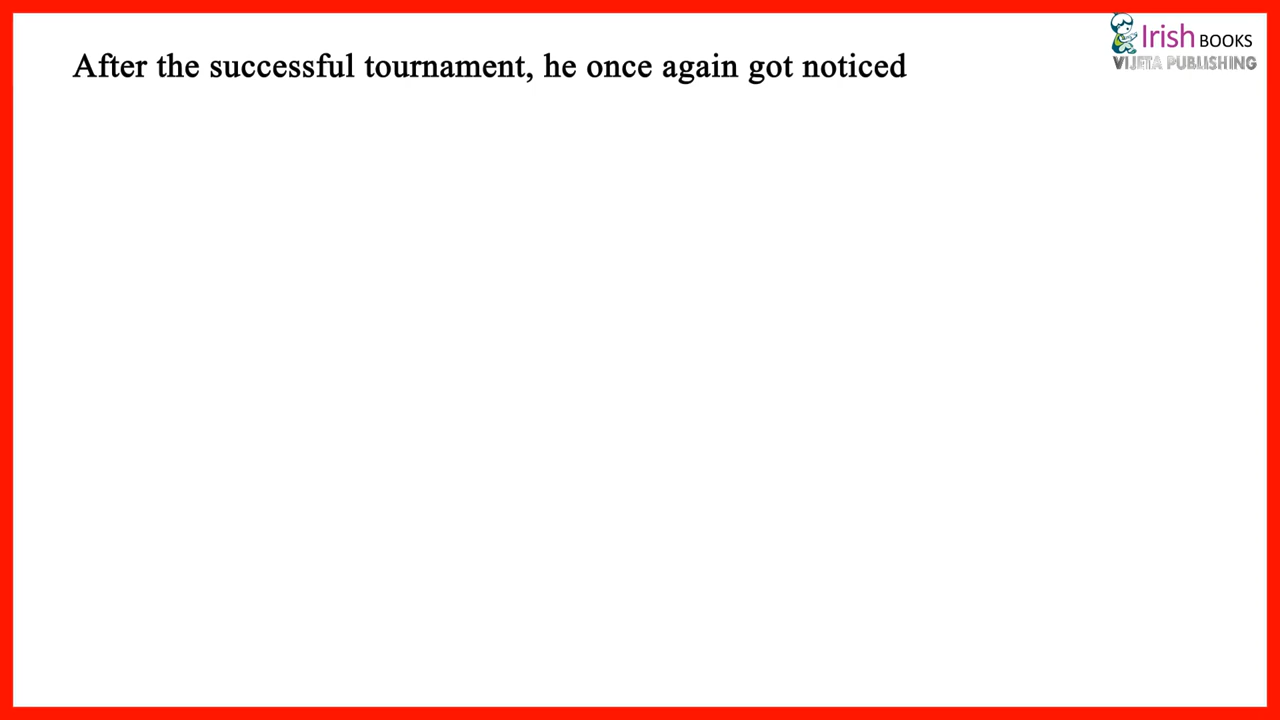 Irish BOOKS
VIJETA PUBLISHING
After the successful tournament, he once again got noticed